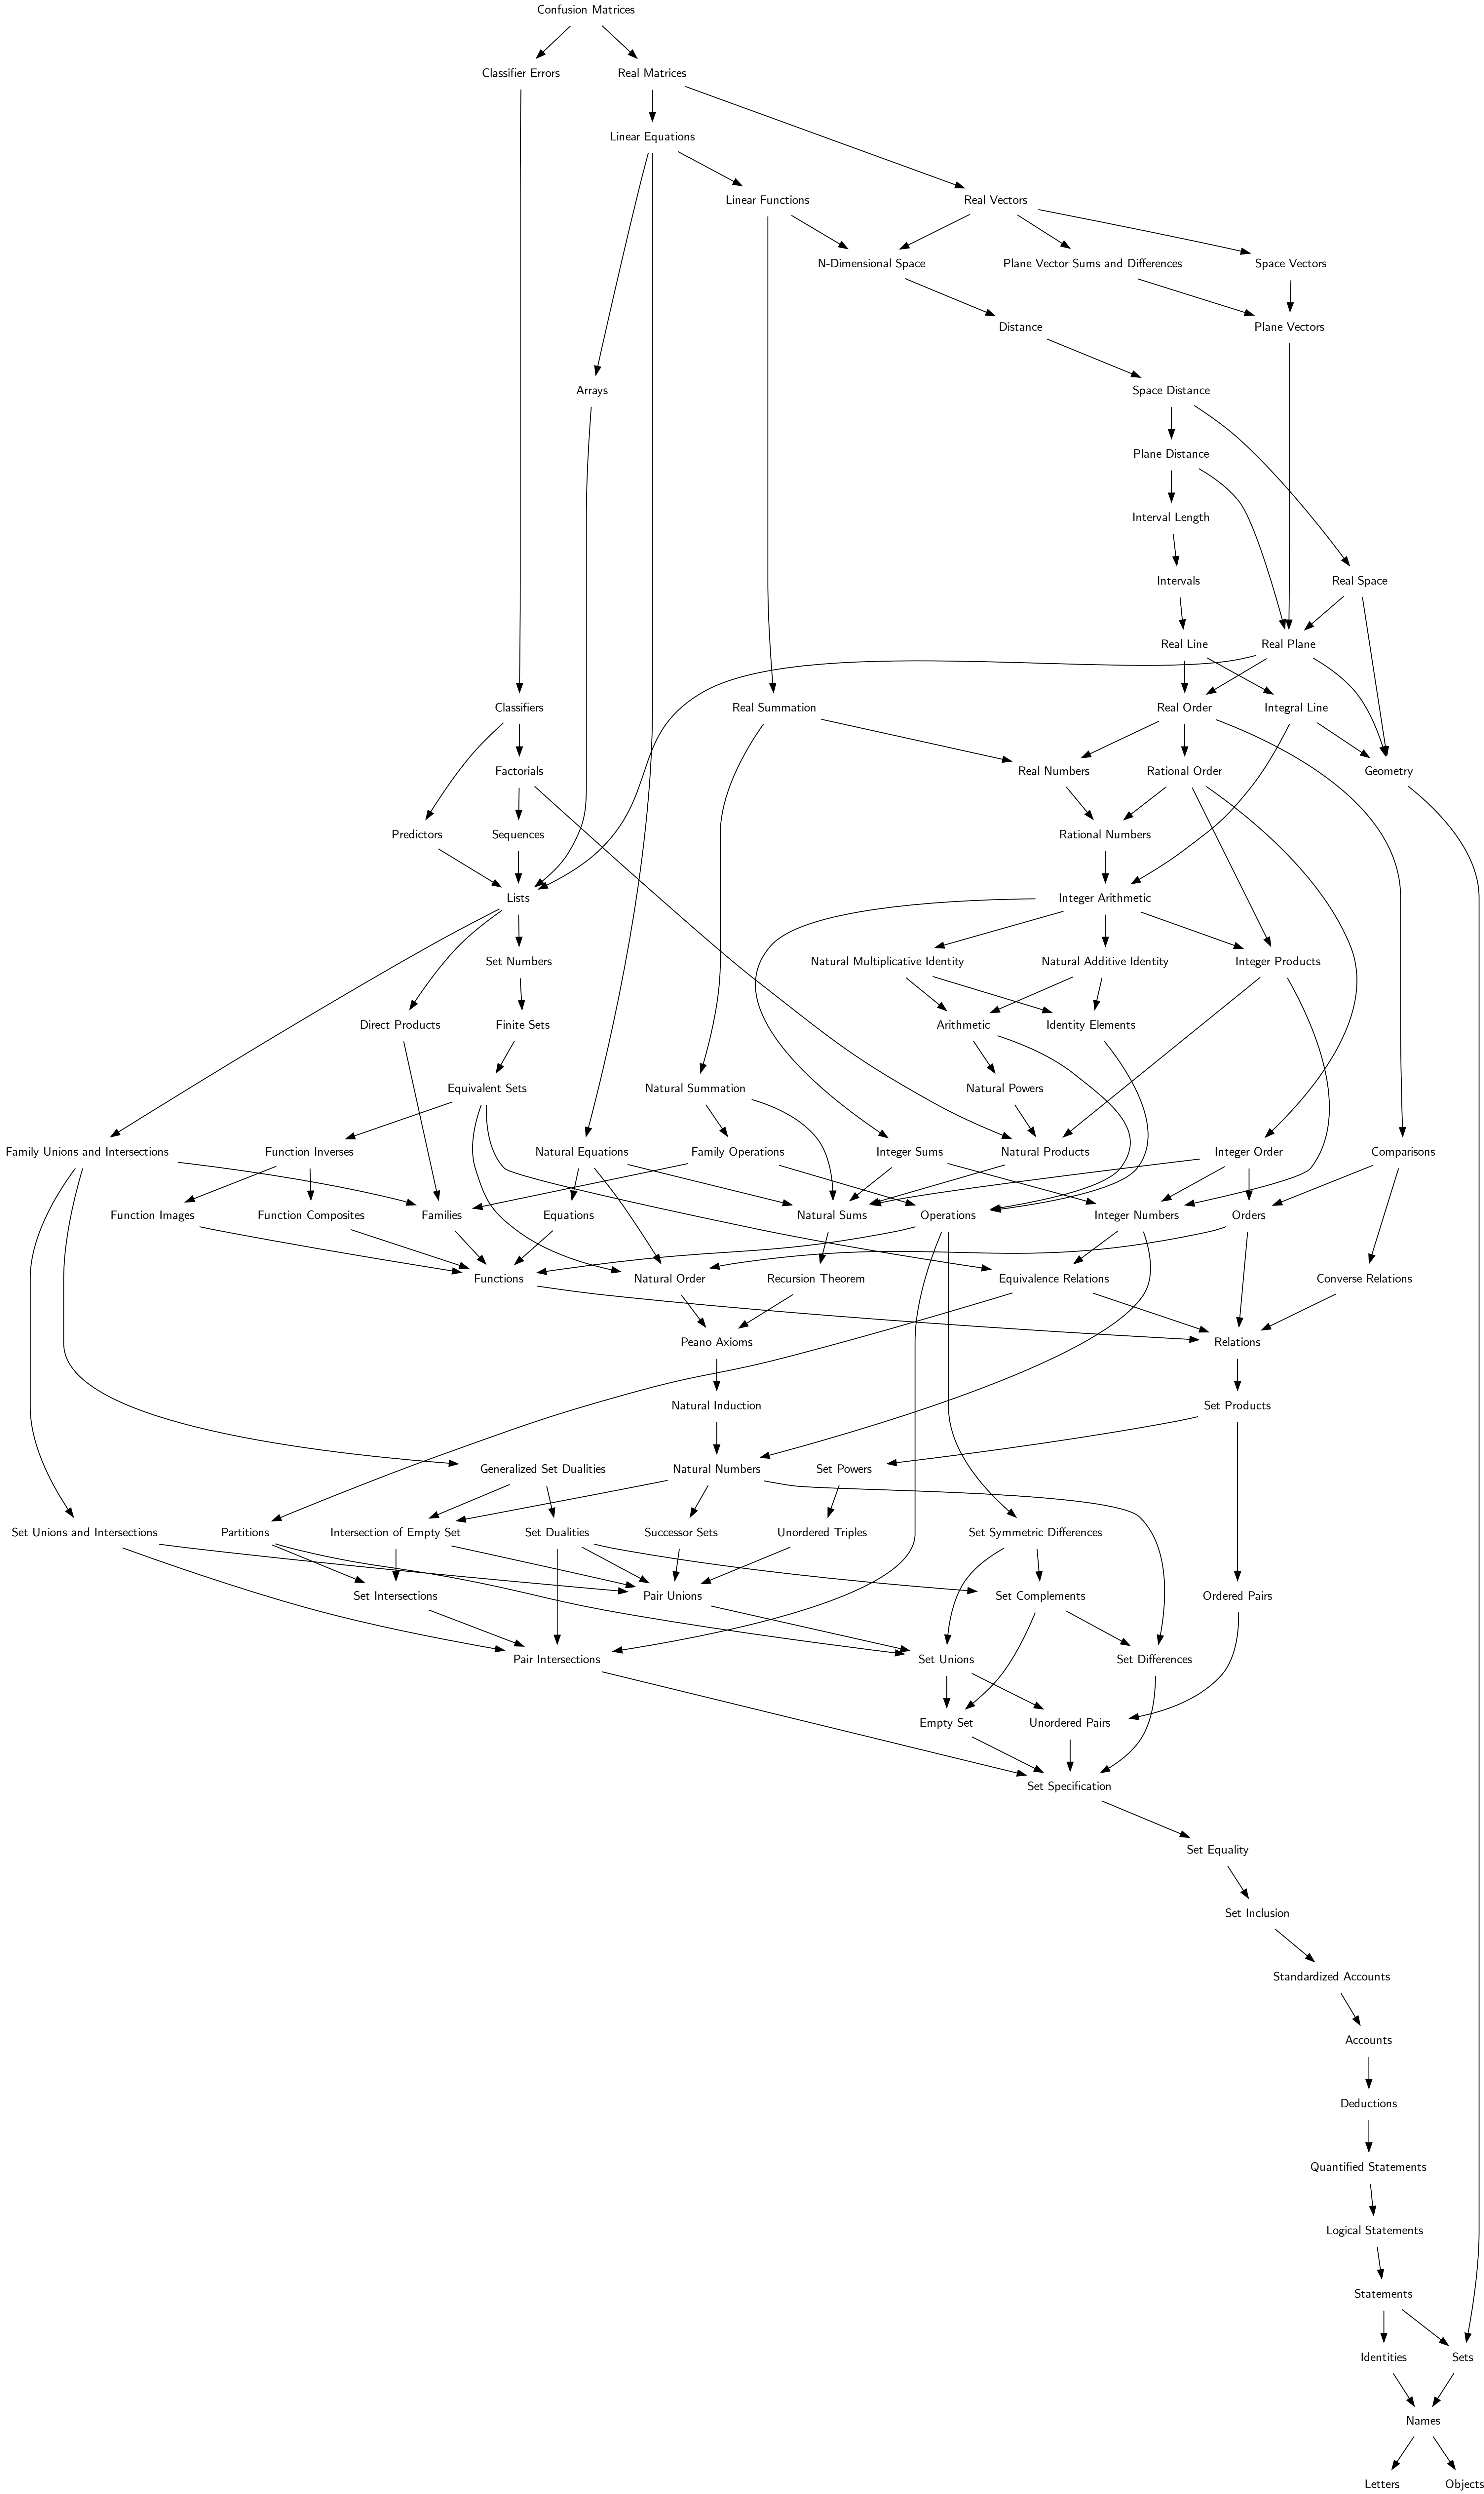 Confusion Matrices
Classifier Errors
Real Matrices
Linear Equations
Linear Functions
Real Vectors
N-Dimensional Space
Plane Vector Sums and Differences
Space Vectors
Distance
Plane Vectors
Arrays
Space Distance
Plane Distance
Interval Length
Intervals
Real Space
Real Line
Real Plane
Classifiers
Real Summation
Real Order
Integral Line
Factorials
Real Numbers
Rational Order
Geometry
Predictors
Sequences
Rational Numbers
Lists
Integer Arithmetic
Set Numbers
Natural Multiplicative Identity
Natural Additive Identity
Integer Products
Direct Products
Finite Sets
Arithmetic
Identity Elements
Equivalent Sets
Natural Summation
Natural Powers
Family Unions and Intersections
Function Inverses
Natural Equations
Family Operations
Integer Sums
Natural Products
Integer Order
Comparisons
Function Images
Function Composites
Families
Equations
Natural Sums
Operations
Integer Numbers
Orders
Functions
Natural Order
Recursion Theorem
Equivalence Relations
Converse Relations
Peano Axioms
Relations
Natural Induction
Set Products
Generalized Set Dualities
Natural Numbers
Set Powers
Set Unions and Intersections
Partitions
Intersection of Empty Set
Set Dualities
Successor Sets
Unordered Triples
Set Symmetric Differences
Set Intersections
Pair Unions
Set Complements
Ordered Pairs
Pair Intersections
Set Unions
Set Differences
Empty Set
Unordered Pairs
Set Specification
Set Equality
Set Inclusion
Standardized Accounts
Accounts
Deductions
Quantified Statements
Logical Statements
Statements
Identities
Sets
Names
Letters
Objects